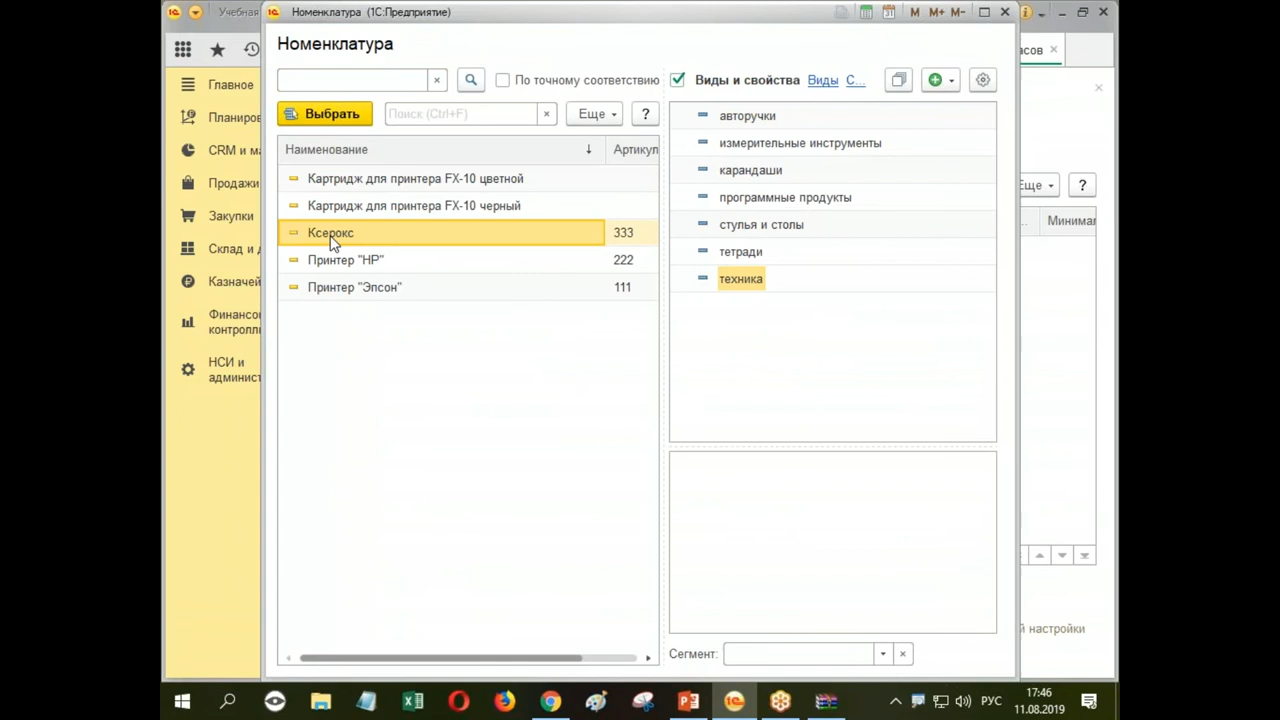 Учебная
Номенклатура (1С:Предприятие)
M M+ M-
Номенклатура
По точному соответствию
Виды и свойства Виды С...
Выбрать
Поиск (Ctrl+F)
Еще
?
Наименование
Артикул
Картридж для принтера FX-10 цветной
Картридж для принтера FX-10 черный
Ксерокс 333
Принтер "HP" 222
Принтер "Эпсон" 111
авторучки
измерительные инструменты
карандаши
программные продукты
стулья и столы
тетради
техника
Сегмент:
Главное
Планиров
CRM и ма
Продажи
Закупки
Склад и д
Казначей
Финансов
контролл
НСИ и
админист
сов
Еще
?
Минимал
й настройки
РУС
17:46
11.08.2019